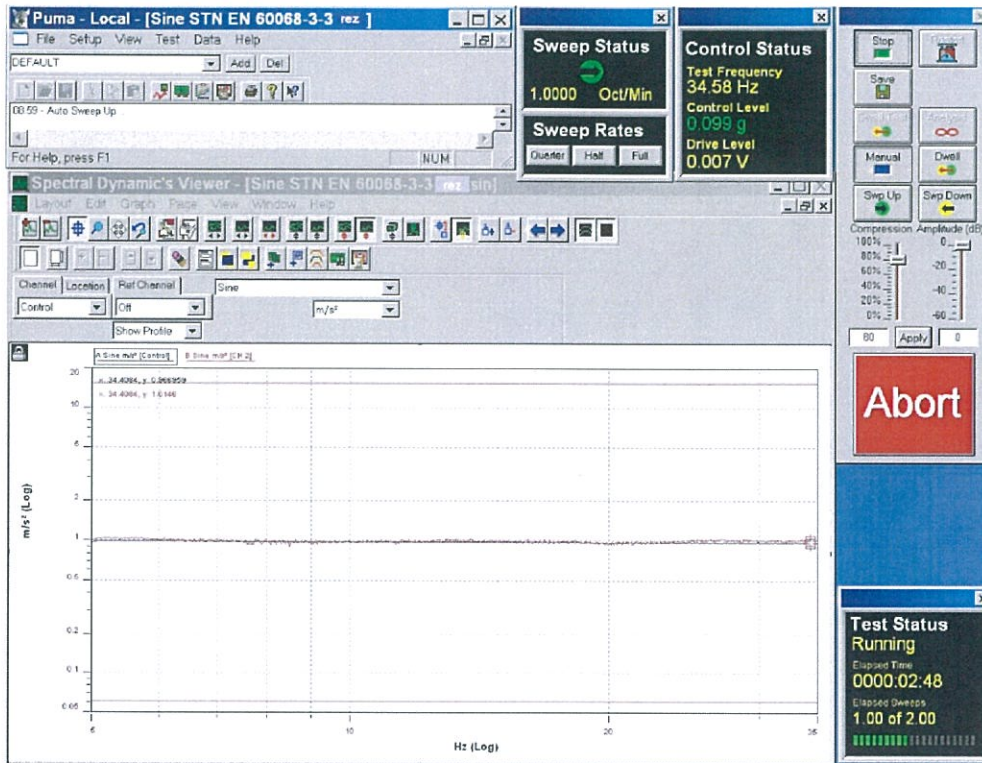 Puma - Local - [Sine STN EN 60068-3-3 rez ]
File Setup View Test Data Help
DEFAULT
Add Del
08:59 - Auto Sweep Up
For Help, press F1
NUM
Sweep Status
1.0000 Oct/Min
Sweep Rates
Quarter Half Full
Control Status
Test Frequency
34.58 Hz
Control Level
0.099 g
Drive Level
0.007 V
Stop
Save
Manual Dwell
Swp Up Swp Down
Compression Amplitude (dB)
100% 0
80% -20
60%
40% -40
20%
0% -60
80 Apply 0
Abort
Spectral Dynamic's Viewer - [Sine STN EN 60068-3-3 rez sin]
Layout Edit Graph Page View Window Help
Channel Location Ref Channel Sine
Control Off m/s²
Show Profile
A Sine m/s² [Control] B Sine m/s² [CH 2]
x: 34.4084, y: 0.966959
x: 34.4084, y: 1.0146
20
10
5
2
1
0.5
0.2
0.1
0.05
m/s² (Log)
5 10 20 35
Hz (Log)
Test Status
Running
Elapsed Time
0000:02:48
Elapsed Sweeps
1.00 of 2.00